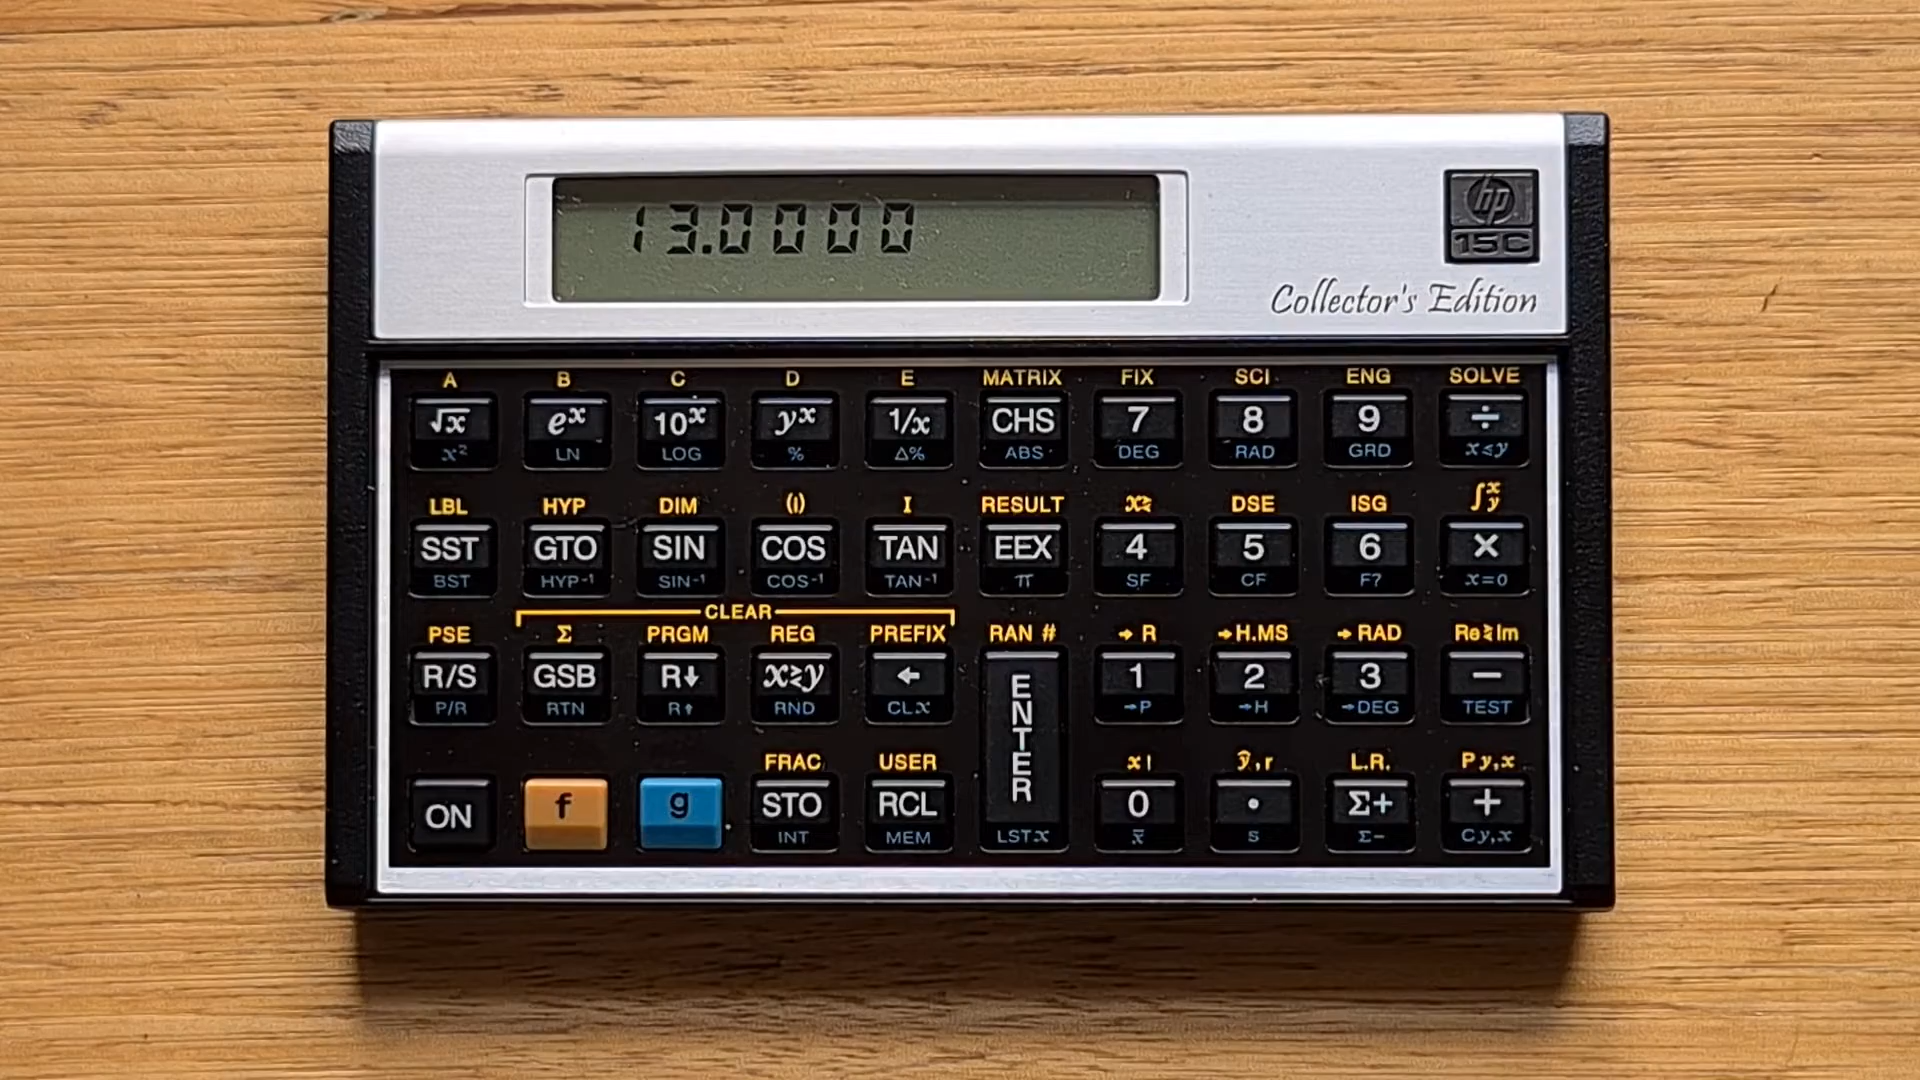 13.0000
hp
15C
Collector's Edition
A B C D E MATRIX FIX SCI ENG SOLVE
√x eˣ 10ˣ yˣ 1/x CHS 7 8 9 ÷
x² LN LOG % Δ% ABS DEG RAD GRD x≤y
LBL HYP DIM (i) I RESULT x≷ DSE ISG ∫xy
SST GTO SIN COS TAN EEX 4 5 6 ×
BST HYP-1 SIN-1 COS-1 TAN-1 π SF CF F? x=0
CLEAR
PSE Σ PRGM REG PREFIX RAN # →R →H.MS →RAD Re≷Im
R/S GSB R↓ x≷y ← ENTER 1 2 3 −
P/R RTN R↑ RND CLx →P →H →DEG TEST
FRAC USER x! ŷ,r L.R. Py,x
ON f g STO RCL 0 • Σ+ +
INT MEM LSTx x̄ s Σ− Cy,x